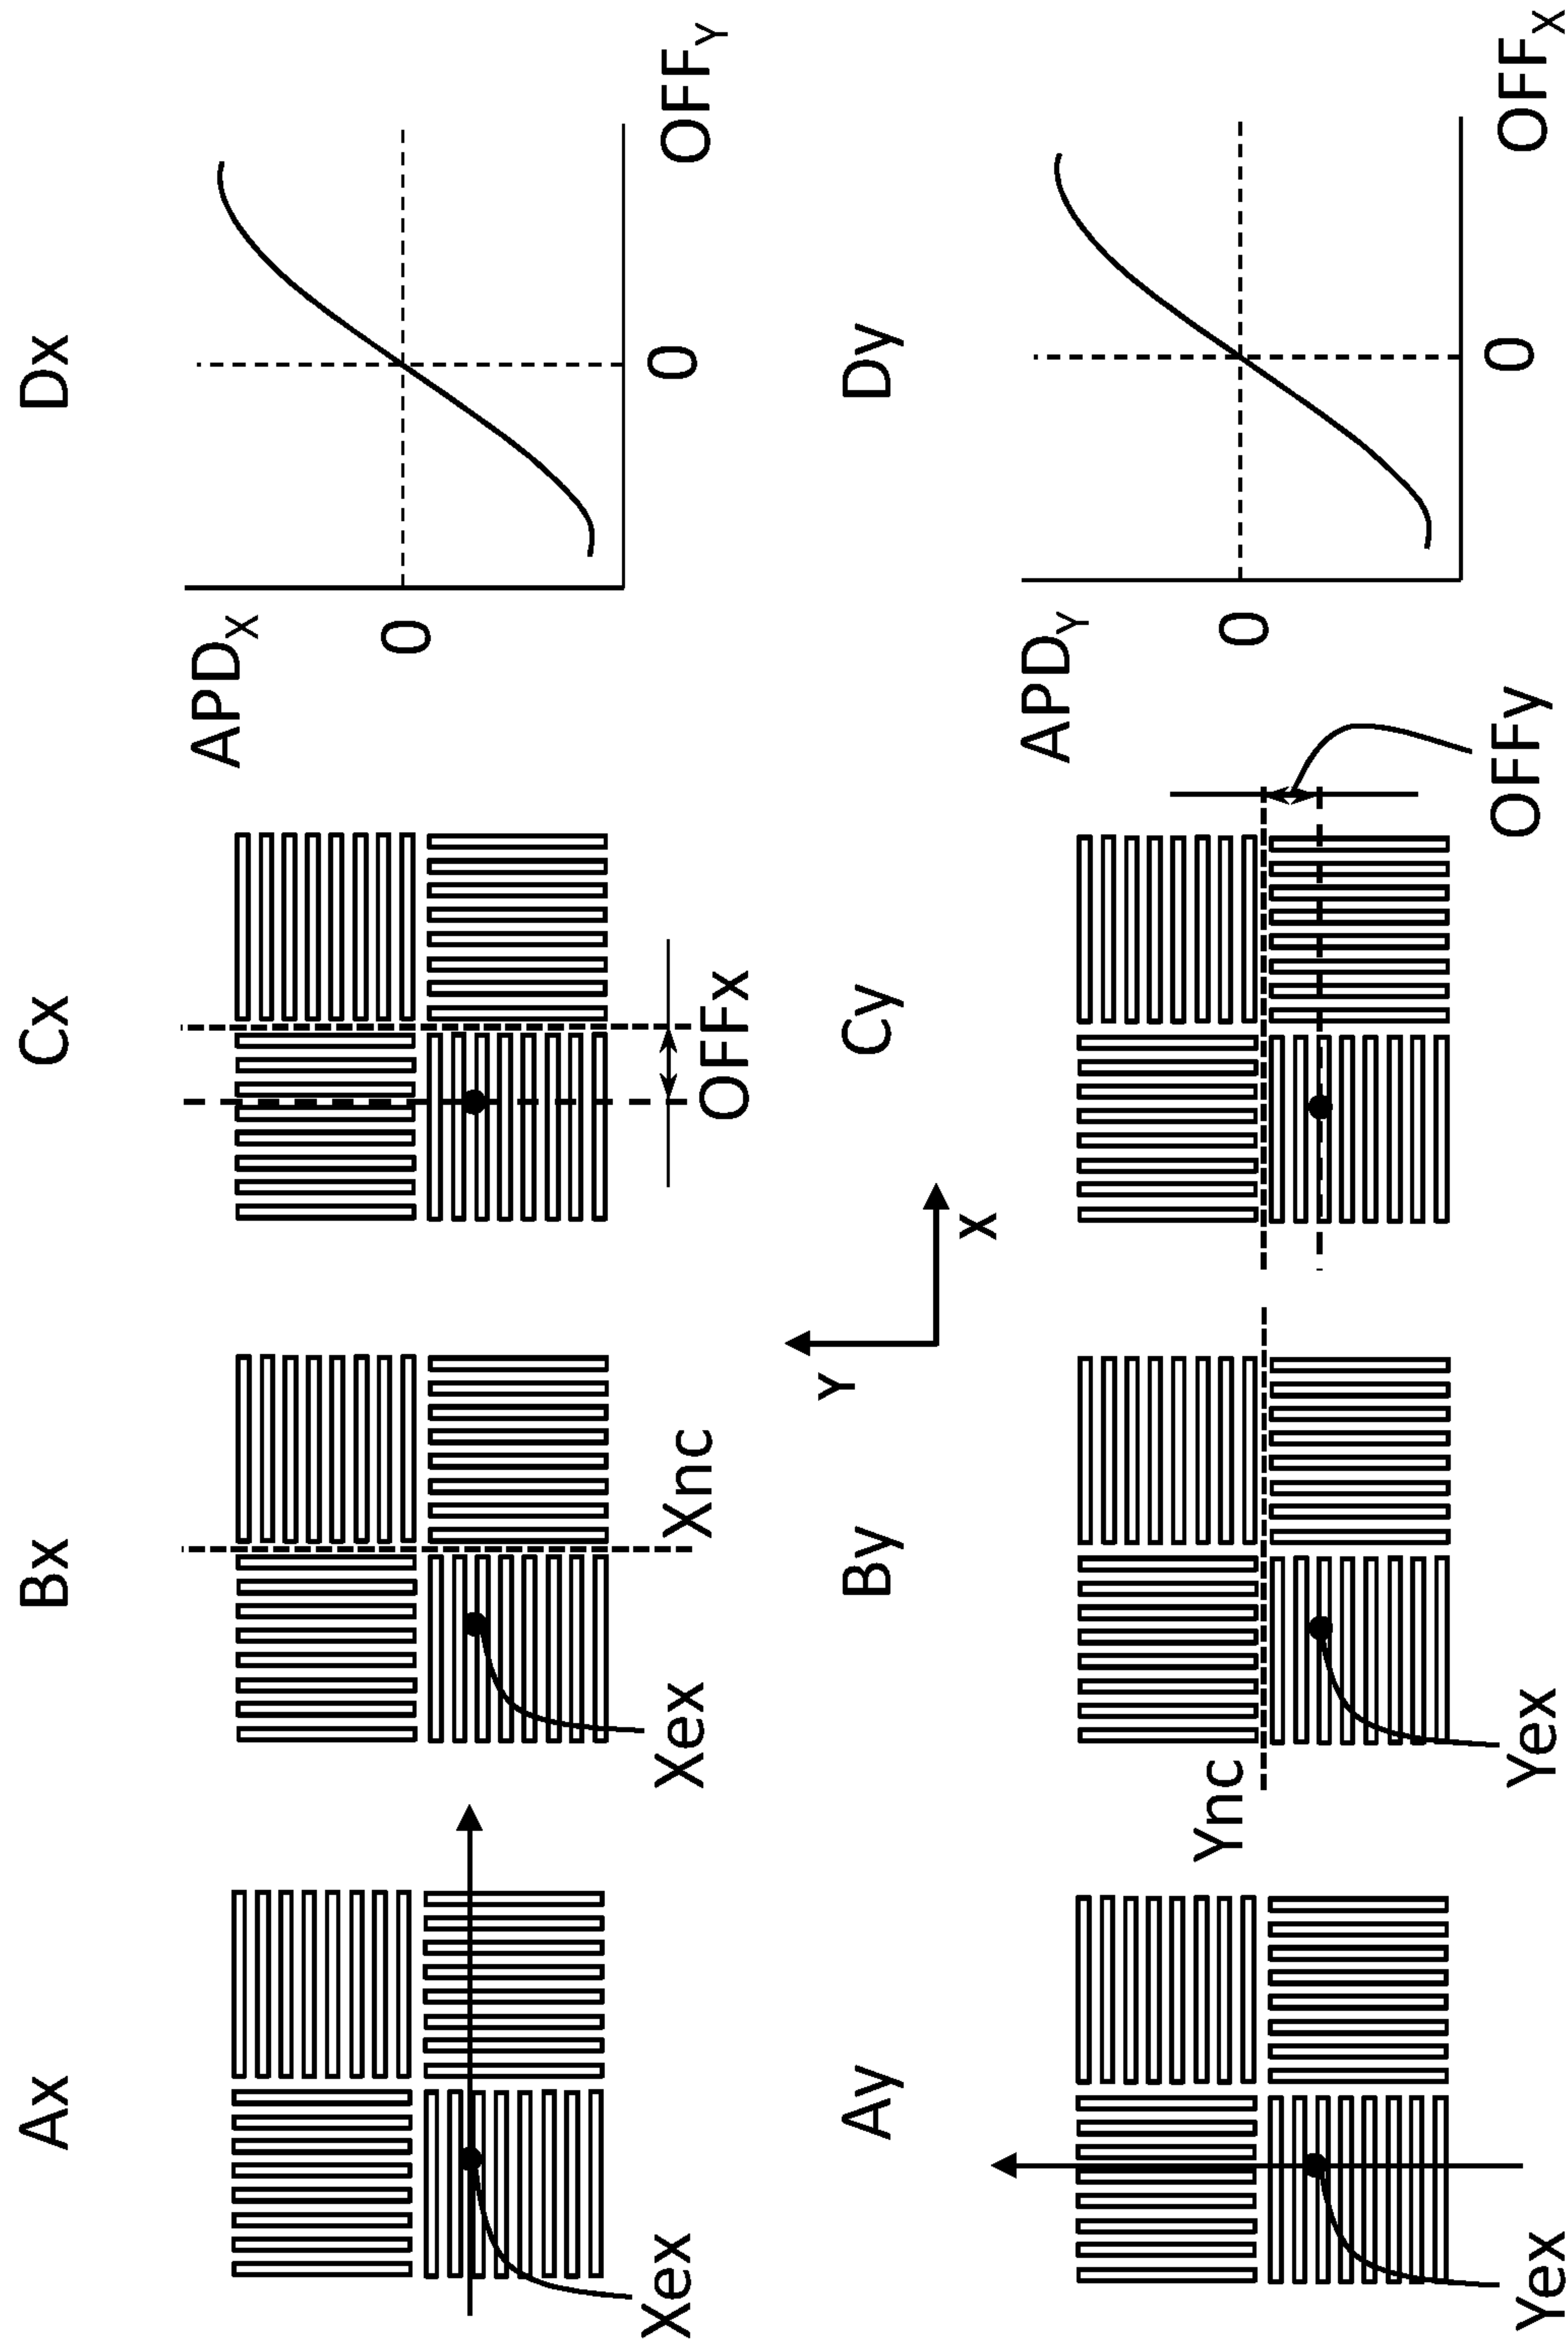 Ax
Bx
Cx
Dx
Xex
Xex
Xnc
OFFx
APDX
0
0
OFFY
Y
X
Ay
By
Cy
Dy
Yex
Ync
Yex
OFFy
APDY
0
0
OFFX